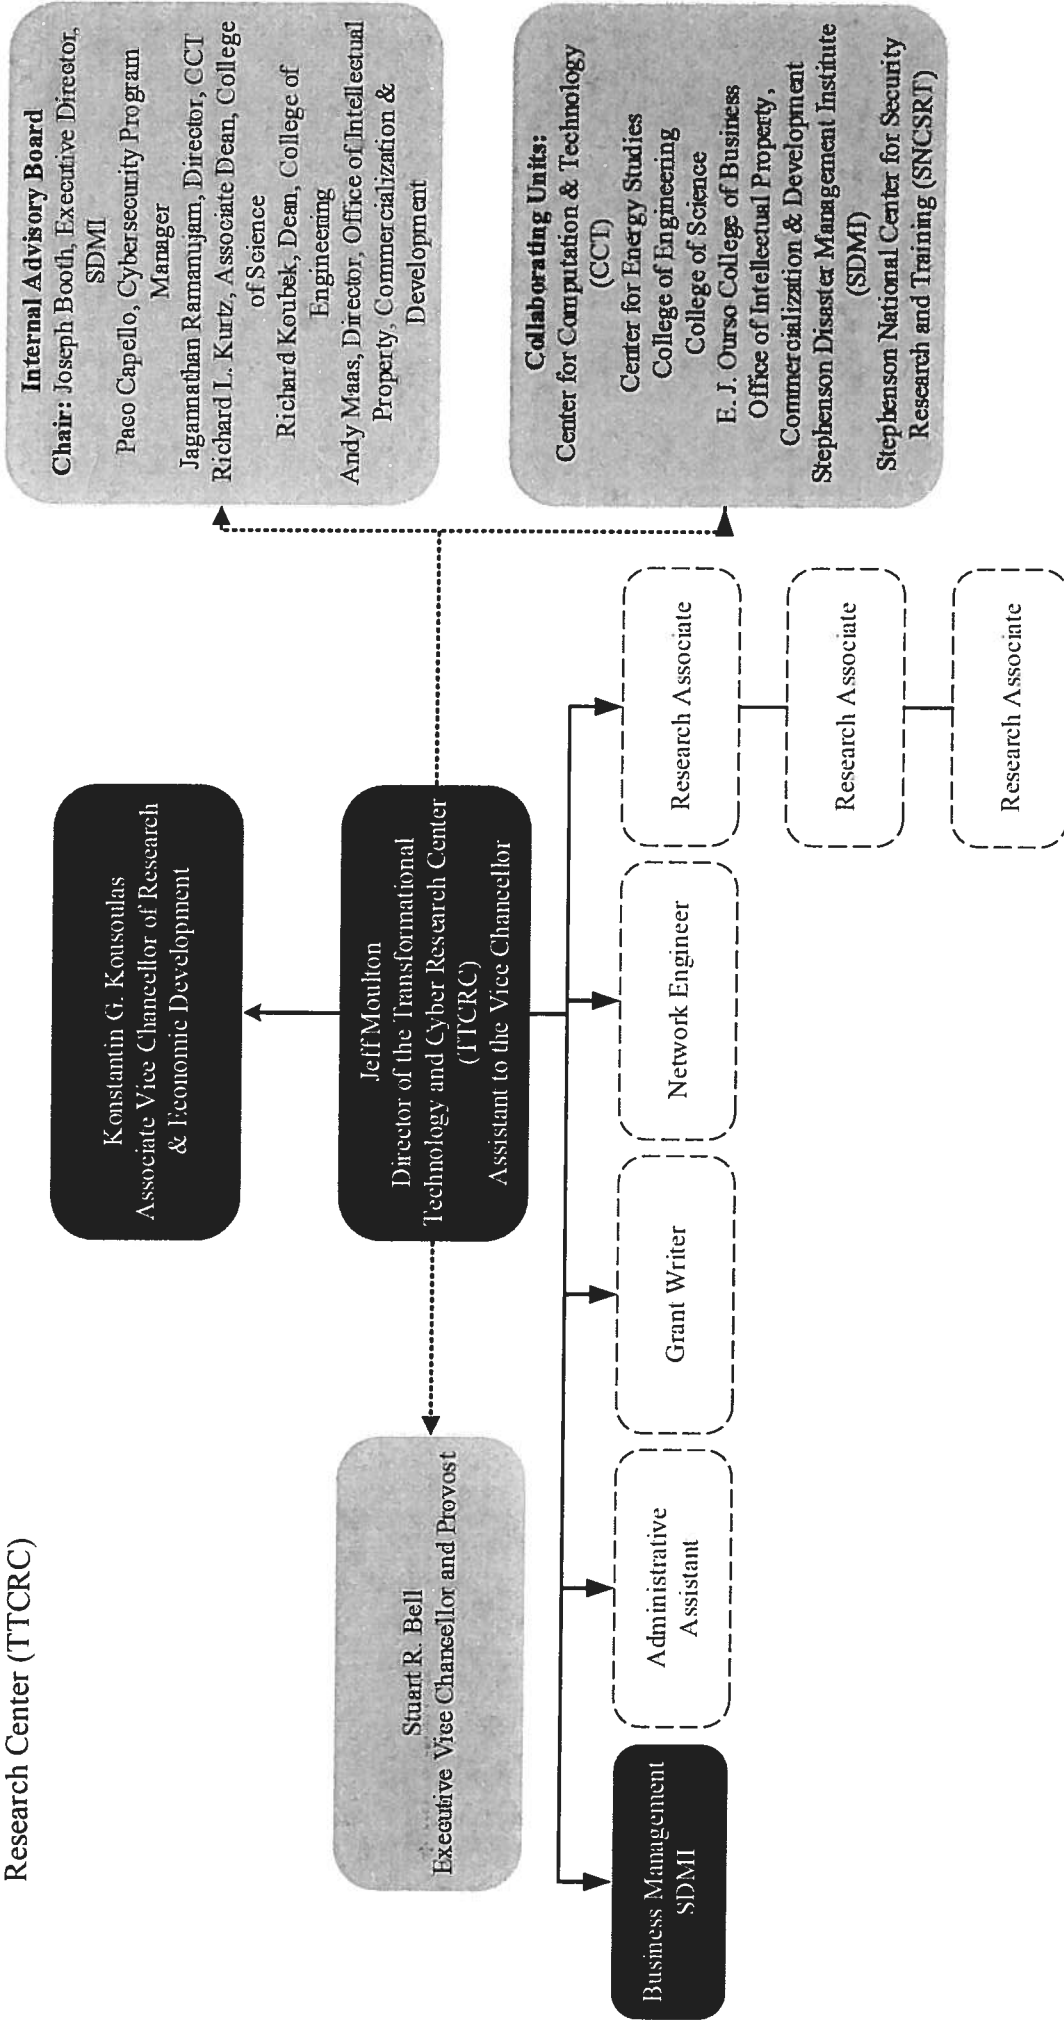 Research Center (TTCRC)
Konstantin G. Kousoulas
Associate Vice Chancellor of Research
& Economic Development
Stuart R. Bell
Executive Vice Chancellor and Provost
Jeff Moulton
Director of the Transformational
Technology and Cyber Research Center
(TTCRC)
Assistant to the Vice Chancellor
Internal Advisory Board
Chair: Joseph Booth, Executive Director,
SDMI
Paco Capello, Cybersecurity Program
Manager
Jagannathan Ramanujam, Director, CCT
Richard L. Kurtz, Associate Dean, College
of Science
Richard Koubek, Dean, College of
Engineering
Andy Maas, Director, Office of Intellectual
Property, Commercialization &
Development
Collaborating Units:
Center for Computation & Technology
(CCT)
Center for Energy Studies
College of Engineering
College of Science
E. J. Ourso College of Business
Office of Intellectual Property,
Commercialization & Development
Stephenson Disaster Management Institute
(SDMI)
Stephenson National Center for Security
Research and Training (SNCSRT)
Business Management
SDMI
Administrative
Assistant
Grant Writer
Network Engineer
Research Associate
Research Associate
Research Associate